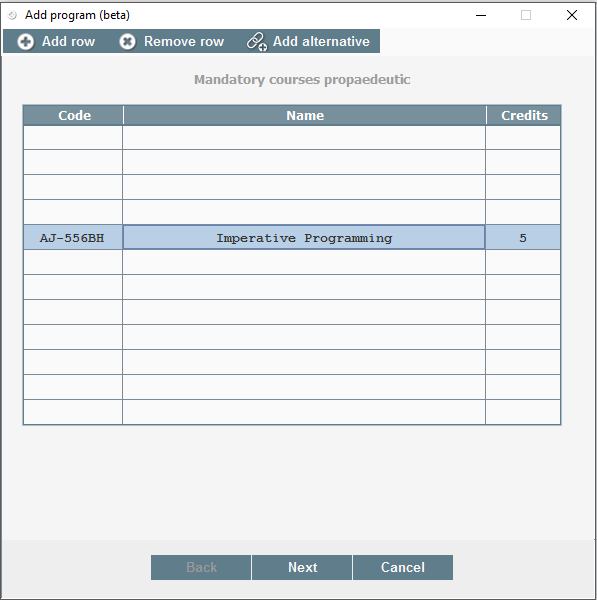 Add program (beta)
Add row Remove row Add alternative
Mandatory courses propaedeutic
Code Name Credits
AJ-556BH Imperative Programming 5
Back Next Cancel